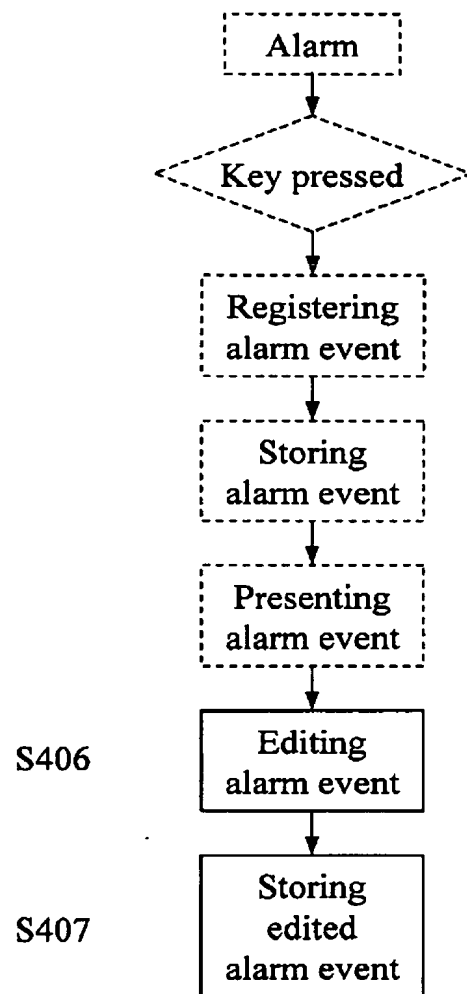 Alarm
Key pressed
Registering
alarm event
Storing
alarm event
Presenting
alarm event
S406
Editing
alarm event
S407
Storing
edited
alarm event